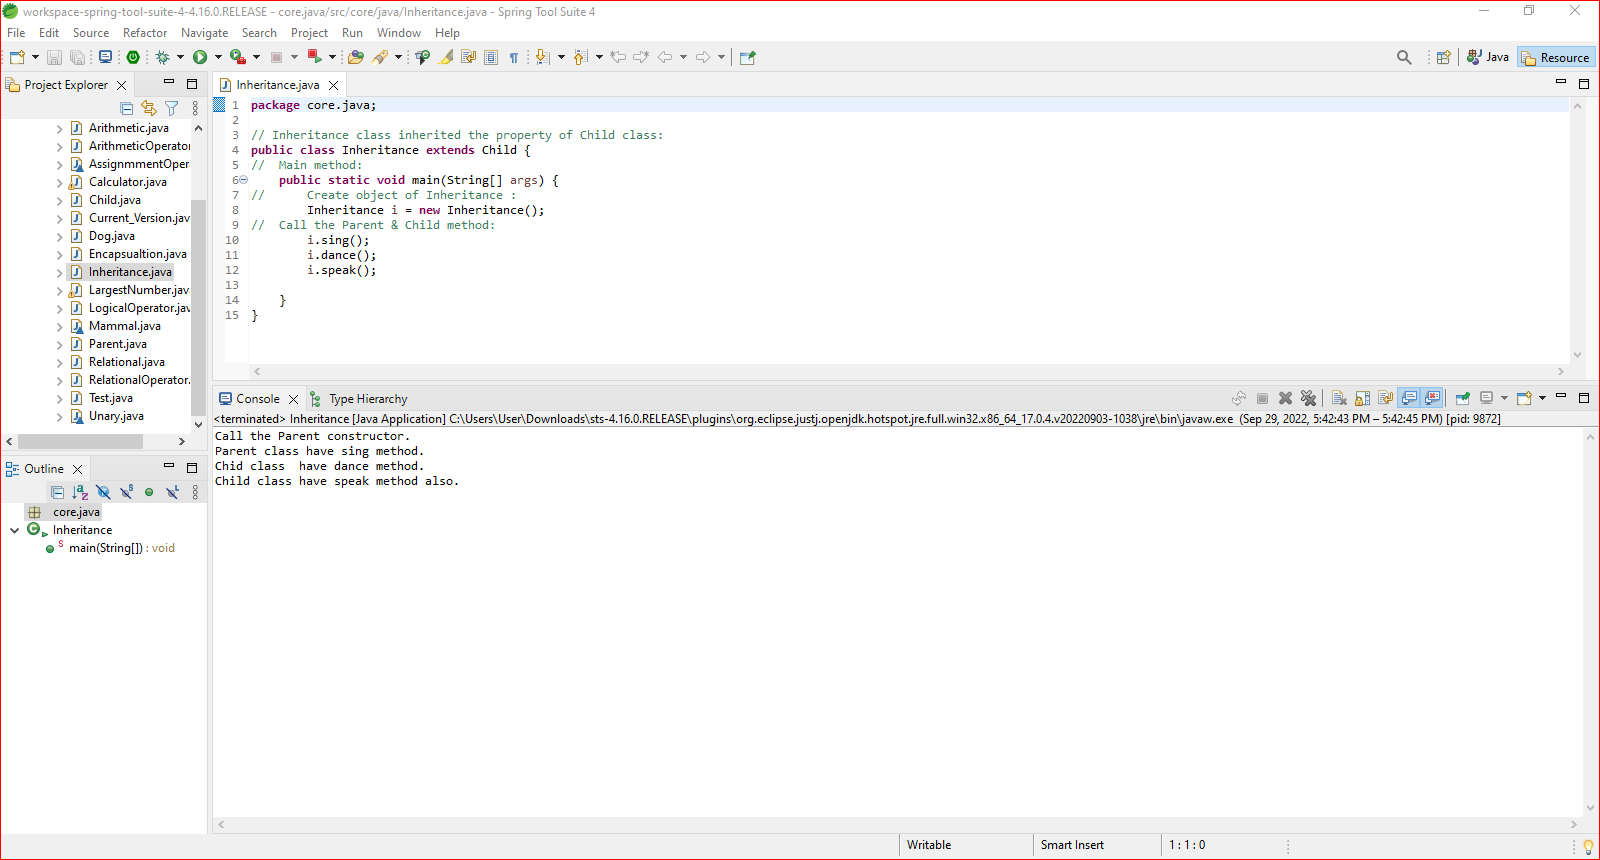 workspace-spring-tool-suite-4-4.16.0.RELEASE - core.java/src/core/java/Inheritance.java - Spring Tool Suite 4
File Edit Source Refactor Navigate Search Project Run Window Help
Java Resource
Project Explorer
Arithmetic.java
ArithmeticOperator
AssignmmentOper
Calculator.java
Child.java
Current_Version.jav
Dog.java
Encapsualtion.java
Inheritance.java
LargestNumber.jav
LogicalOperator.jav
Mammal.java
Parent.java
Relational.java
RelationalOperator.
Test.java
Unary.java
Outline
core.java
Inheritance
main(String[]) : void
Inheritance.java
1 package core.java;
2
3 // Inheritance class inherited the property of Child class:
4 public class Inheritance extends Child {
5 //  Main method:
6     public static void main(String[] args) {
7 //      Create object of Inheritance :
8         Inheritance i = new Inheritance();
9 //  Call the Parent & Child method:
10         i.sing();
11         i.dance();
12         i.speak();
13
14     }
15 }
Console Type Hierarchy
<terminated> Inheritance [Java Application] C:\Users\User\Downloads\sts-4.16.0.RELEASE\plugins\org.eclipse.justj.openjdk.hotspot.jre.full.win32.x86_64_17.0.4.v20220903-1038\jre\bin\javaw.exe (Sep 29, 2022, 5:42:43 PM – 5:42:45 PM) [pid: 9872]
Call the Parent constructor.
Parent class have sing method.
Chid class  have dance method.
Child class have speak method also.
Writable Smart Insert 1 : 1 : 0